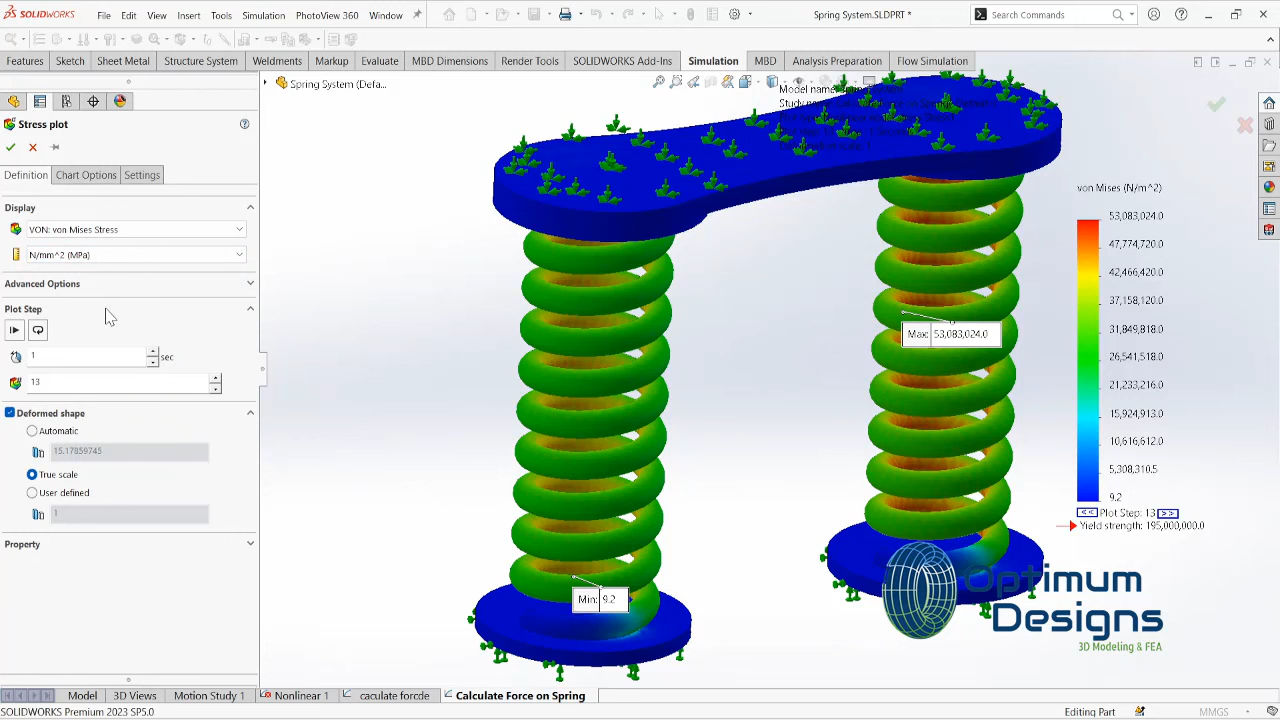 SOLIDWORKS File Edit View Insert Tools Simulation PhotoView 360 Window Spring System.SLDPRT * Search Commands
Features Sketch Sheet Metal Structure System Weldments Markup Evaluate MBD Dimensions Render Tools SOLIDWORKS Add-Ins Simulation MBD Analysis Preparation Flow Simulation
Spring System (Defa...
Stress plot
Definition Chart Options Settings
Display
VON: von Mises Stress
N/mm^2 (MPa)
Advanced Options
Plot Step
1 sec
13
Deformed shape
Automatic
15.17859745
True scale
User defined
1
Property
Model name:
Study name:
Max: 53,083,024.0
Min: 9.2
von Mises (N/m^2)
53,083,024.0
47,774,720.0
42,466,420.0
37,158,120.0
31,849,818.0
26,541,518.0
21,233,216.0
15,924,913.0
10,616,612.0
5,308,310.5
9.2
<< Plot Step: 13 >>
Yield strength: 195,000,000.0
Optimum
Designs
3D Modeling & FEA
Model 3D Views Motion Study 1 Nonlinear 1 caculate forcde Calculate Force on Spring
SOLIDWORKS Premium 2023 SP5.0 Editing Part MMGS